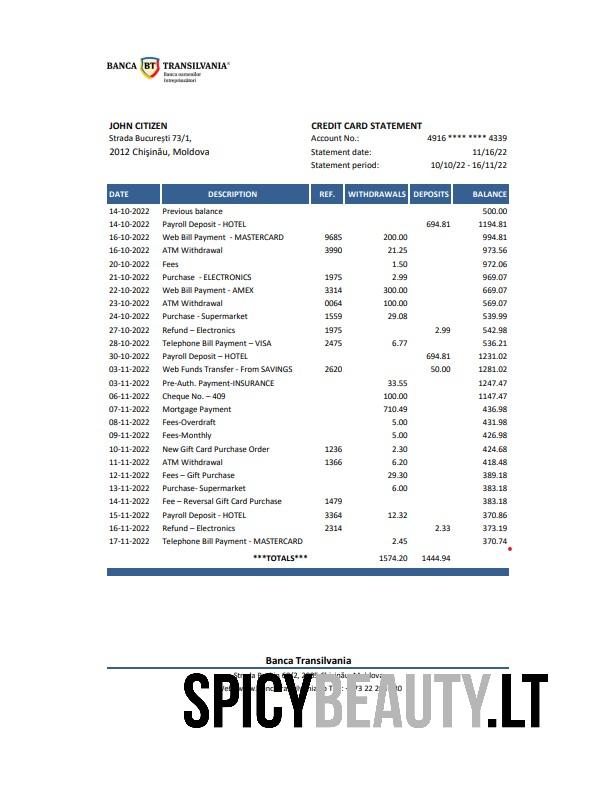 BANCA BT TRANSILVANIA®
Banca oamenilor
întreprinzători
JOHN CITIZEN
Strada București 73/1,
2012 Chișinău, Moldova
CREDIT CARD STATEMENT
Account No.: 4916 **** **** 4339
Statement date: 11/16/22
Statement period: 10/10/22 - 16/11/22
DATE DESCRIPTION REF. WITHDRAWALS DEPOSITS BALANCE
14-10-2022 Previous balance 500.00
14-10-2022 Payroll Deposit - HOTEL 694.81 1194.81
16-10-2022 Web Bill Payment - MASTERCARD 9685 200.00 994.81
16-10-2022 ATM Withdrawal 3990 21.25 973.56
20-10-2022 Fees 1.50 972.06
21-10-2022 Purchase - ELECTRONICS 1975 2.99 969.07
22-10-2022 Web Bill Payment - AMEX 3314 300.00 669.07
23-10-2022 ATM Withdrawal 0064 100.00 569.07
24-10-2022 Purchase - Supermarket 1559 29.08 539.99
27-10-2022 Refund – Electronics 1975 2.99 542.98
28-10-2022 Telephone Bill Payment – VISA 2475 6.77 536.21
30-10-2022 Payroll Deposit – HOTEL 694.81 1231.02
03-11-2022 Web Funds Transfer - From SAVINGS 2620 50.00 1281.02
03-11-2022 Pre-Auth. Payment-INSURANCE 33.55 1247.47
06-11-2022 Cheque No. – 409 100.00 1147.47
07-11-2022 Mortgage Payment 710.49 436.98
08-11-2022 Fees-Overdraft 5.00 431.98
09-11-2022 Fees-Monthly 5.00 426.98
10-11-2022 New Gift Card Purchase Order 1236 2.30 424.68
11-11-2022 ATM Withdrawal 1366 6.20 418.48
12-11-2022 Fees – Gift Purchase 29.30 389.18
13-11-2022 Purchase- Supermarket 6.00 383.18
14-11-2022 Fee – Reversal Gift Card Purchase 1479 383.18
15-11-2022 Payroll Deposit - HOTEL 3364 12.32 370.86
16-11-2022 Refund – Electronics 2314 2.33 373.19
17-11-2022 Telephone Bill Payment - MASTERCARD 2.45 370.74
***TOTALS*** 1574.20 1444.94
Banca Transilvania
SPICYBEAUTY.LT